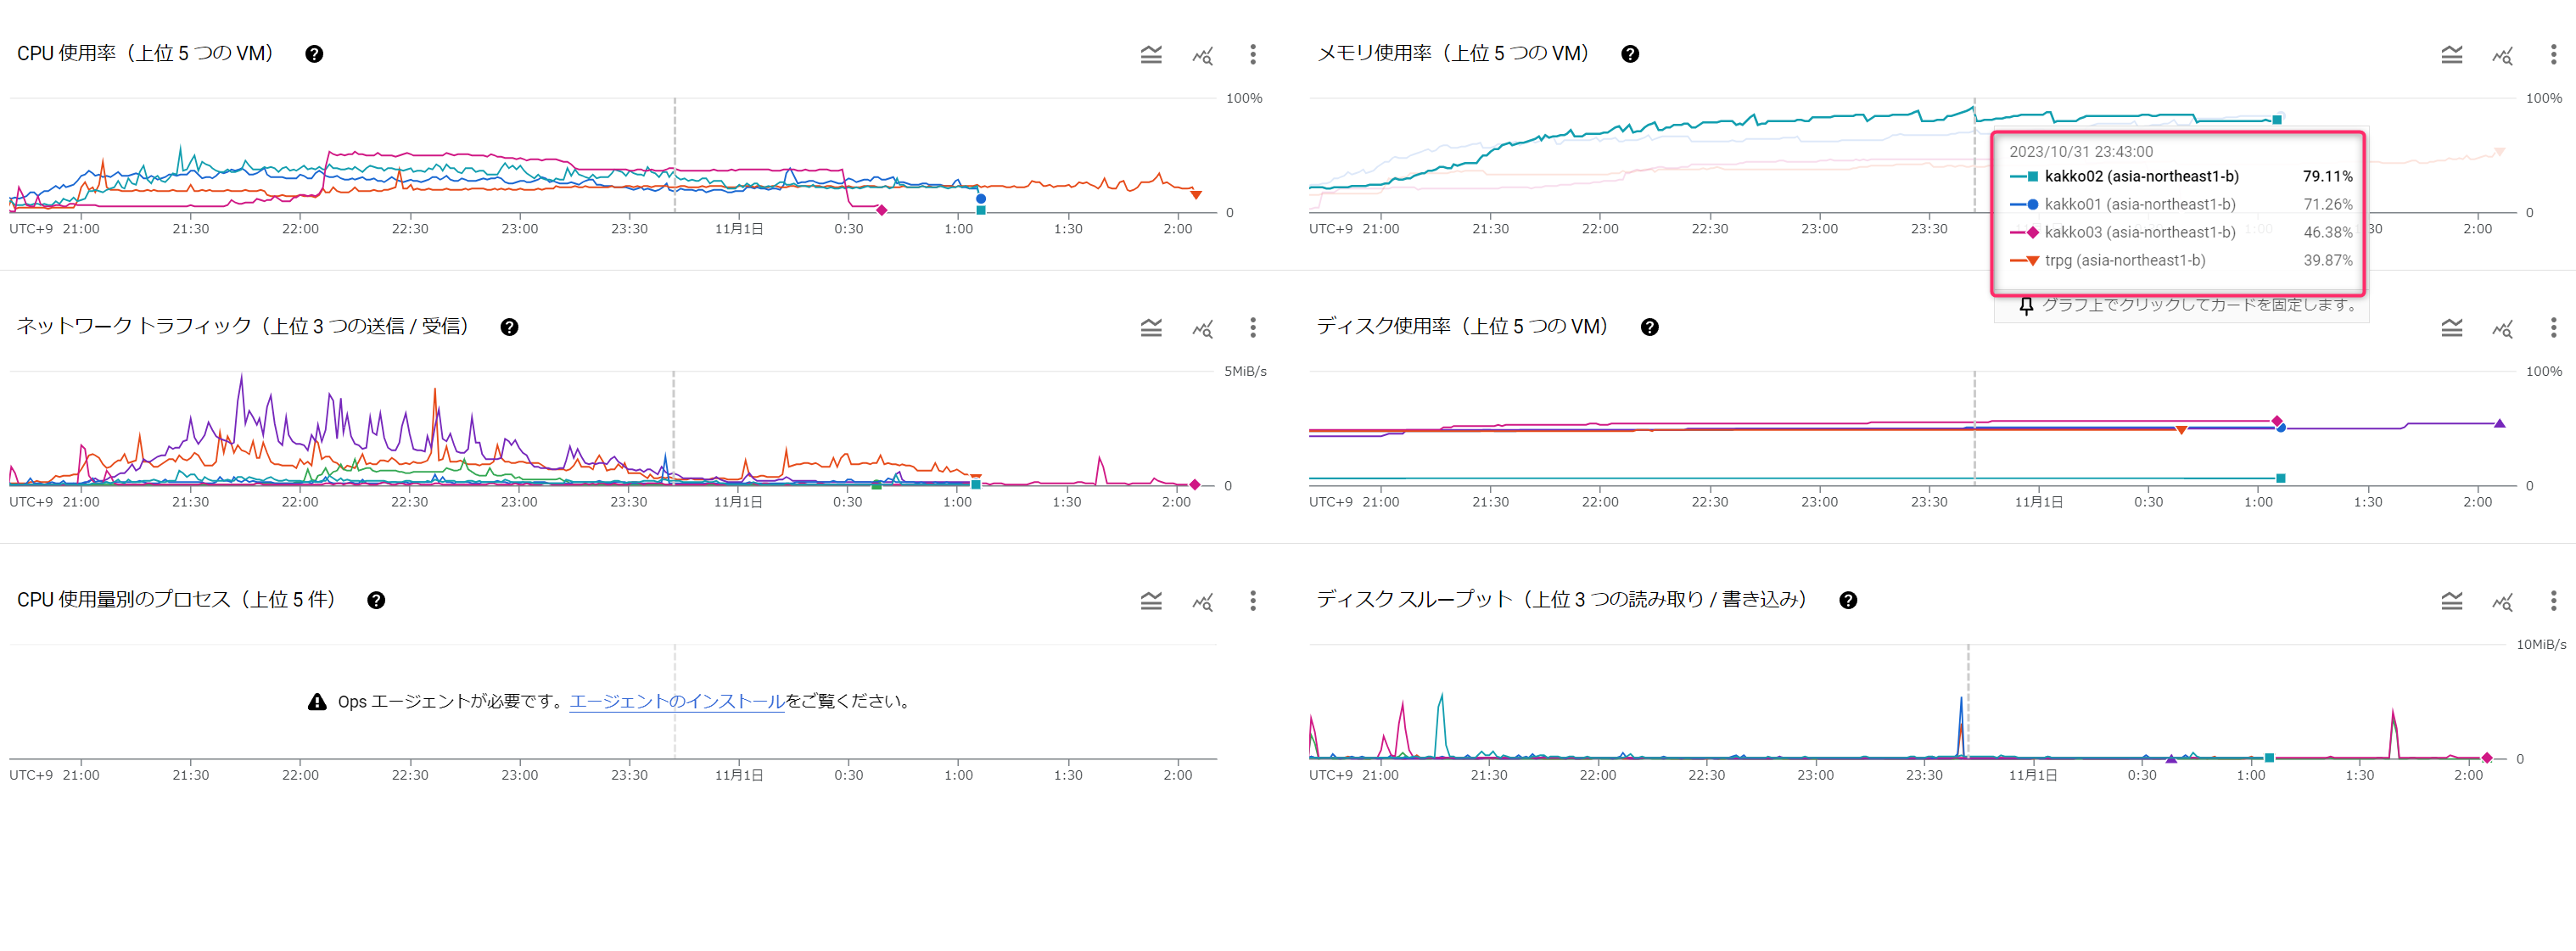 CPU 使用率（上位 5 つの VM）
100%
0
UTC+9 21:00 21:30 22:00 22:30 23:00 23:30 11月1日 0:30 1:00 1:30 2:00
メモリ使用率（上位 5 つの VM）
100%
0
UTC+9 21:00 21:30 22:00 22:30 23:00 23:30 1:00 30 2:00
2023/10/31 23:43:00
kakko02 (asia-northeast1-b) 79.11%
kakko01 (asia-northeast1-b) 71.26%
kakko03 (asia-northeast1-b) 46.38%
trpg (asia-northeast1-b) 39.87%
グラフ上でクリックしてカードを固定します。
ネットワーク トラフィック（上位 3 つの送信 / 受信）
5MiB/s
0
UTC+9 21:00 21:30 22:00 22:30 23:00 23:30 11月1日 0:30 1:00 1:30 2:00
ディスク使用率（上位 5 つの VM）
100%
0
UTC+9 21:00 21:30 22:00 22:30 23:00 23:30 11月1日 0:30 1:00 1:30 2:00
CPU 使用量別のプロセス（上位 5 件）
Ops エージェントが必要です。エージェントのインストールをご覧ください。
UTC+9 21:00 21:30 22:00 22:30 23:00 23:30 11月1日 0:30 1:00 1:30 2:00
ディスク スループット（上位 3 つの読み取り / 書き込み）
10MiB/s
0
UTC+9 21:00 21:30 22:00 22:30 23:00 23:30 11月1日 0:30 1:00 1:30 2:00